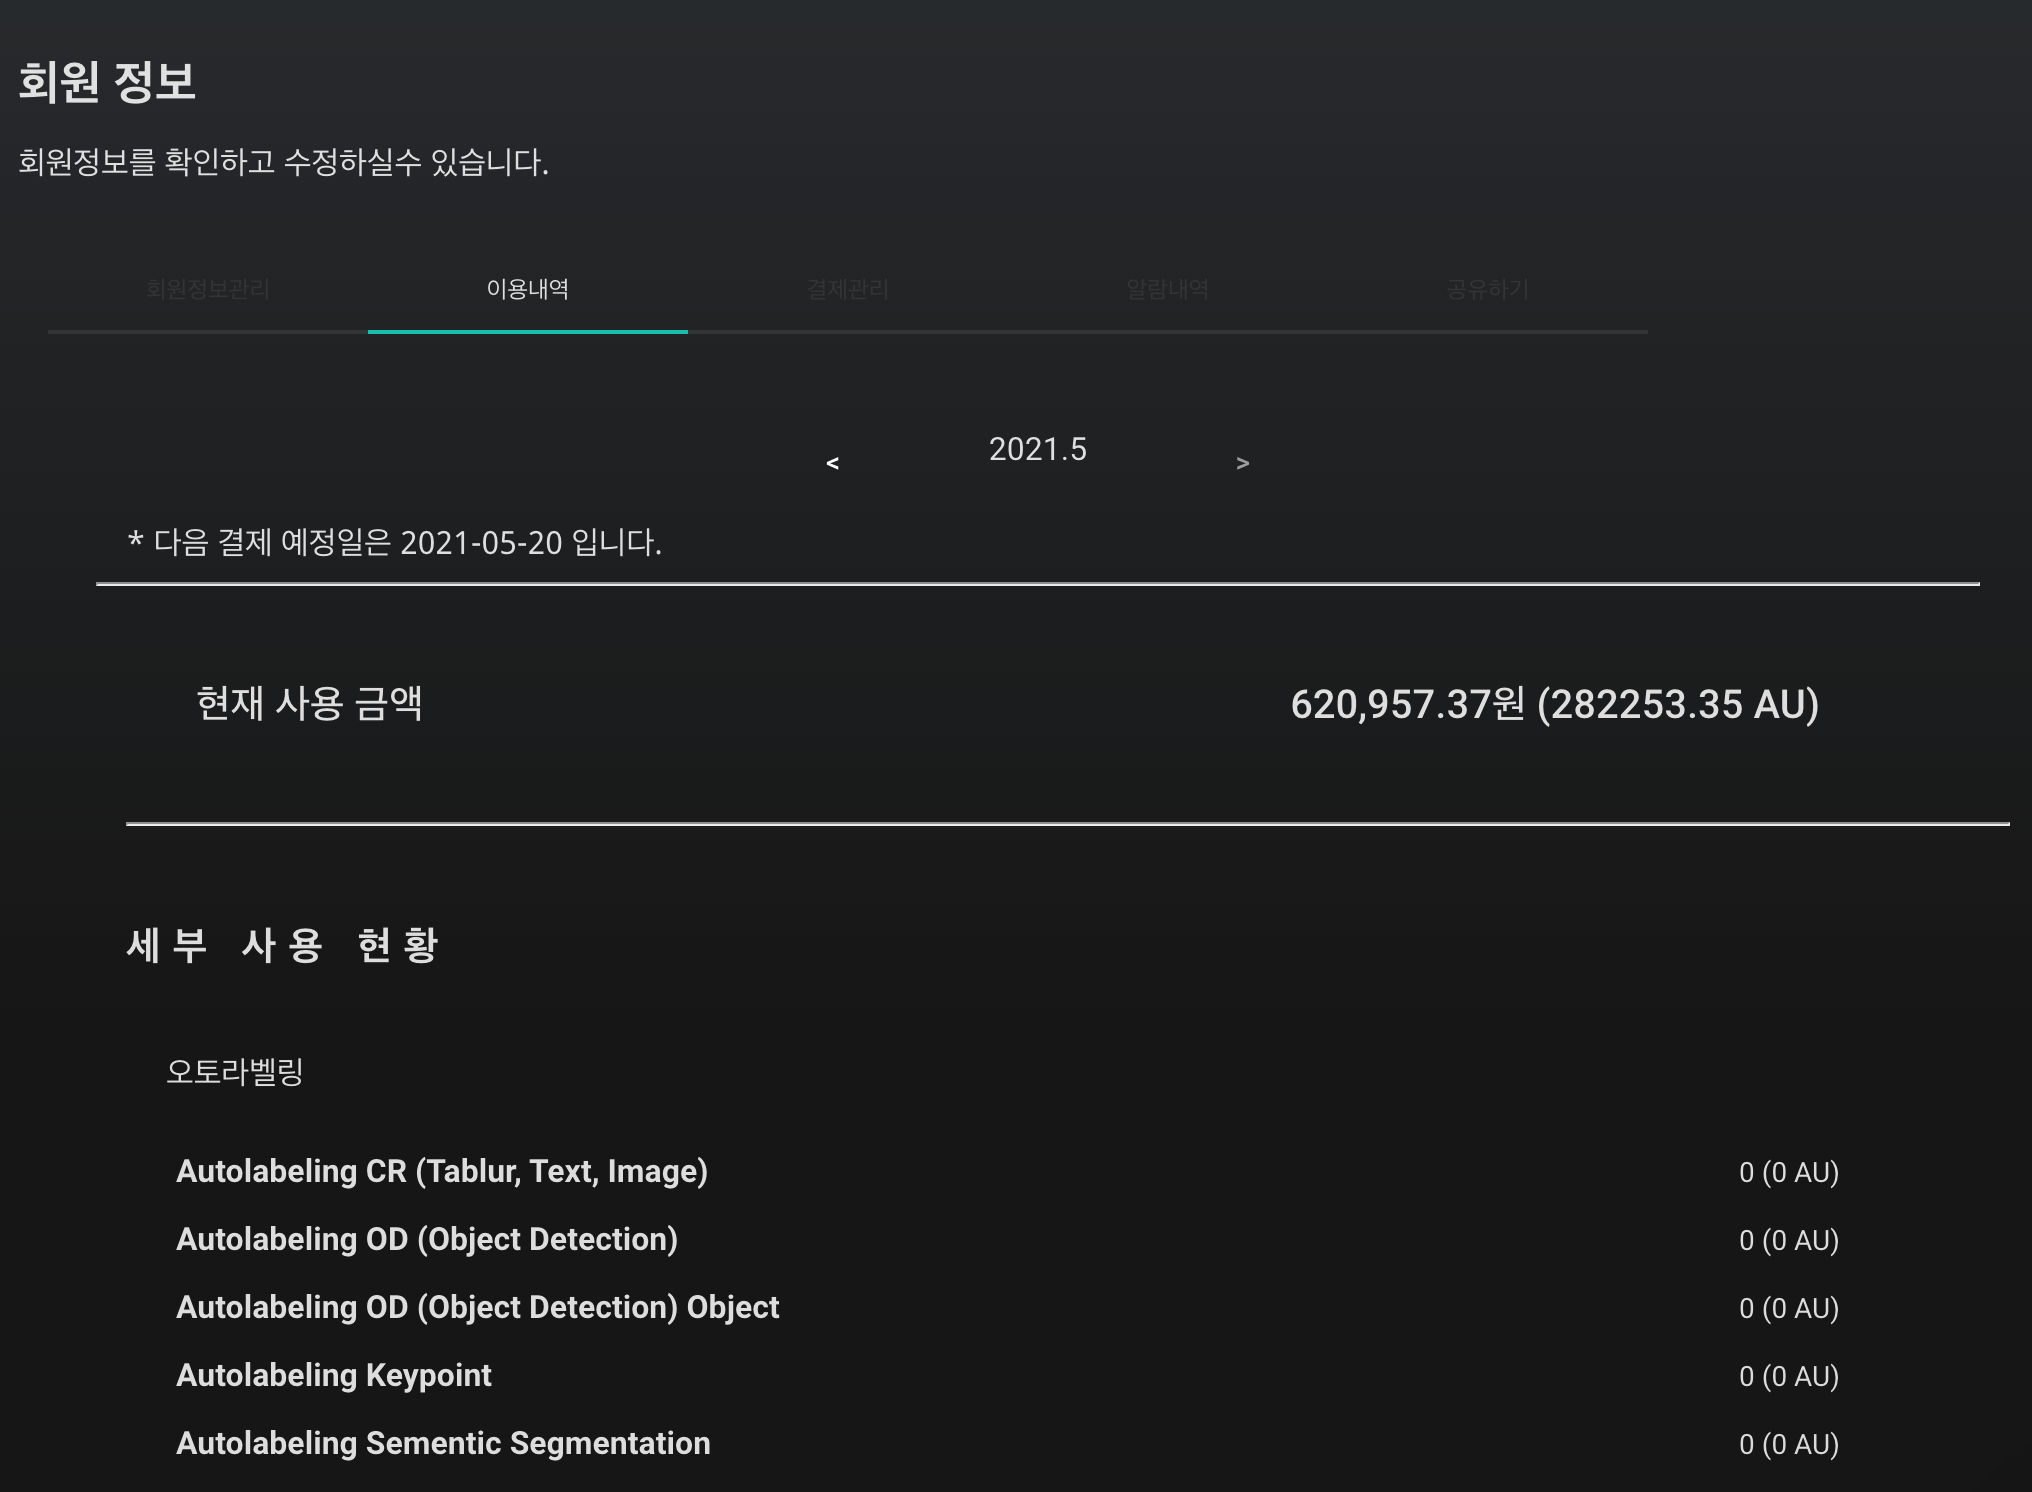 회원 정보
회원정보를 확인하고 수정하실수 있습니다.
회원정보관리 이용내역 결제관리 알람내역 공유하기
< 2021.5 >
* 다음 결제 예정일은 2021-05-20 입니다.
현재 사용 금액 620,957.37원 (282253.35 AU)
세부 사용 현황
오토라벨링
Autolabeling CR (Tablur, Text, Image) 0 (0 AU)
Autolabeling OD (Object Detection) 0 (0 AU)
Autolabeling OD (Object Detection) Object 0 (0 AU)
Autolabeling Keypoint 0 (0 AU)
Autolabeling Sementic Segmentation 0 (0 AU)